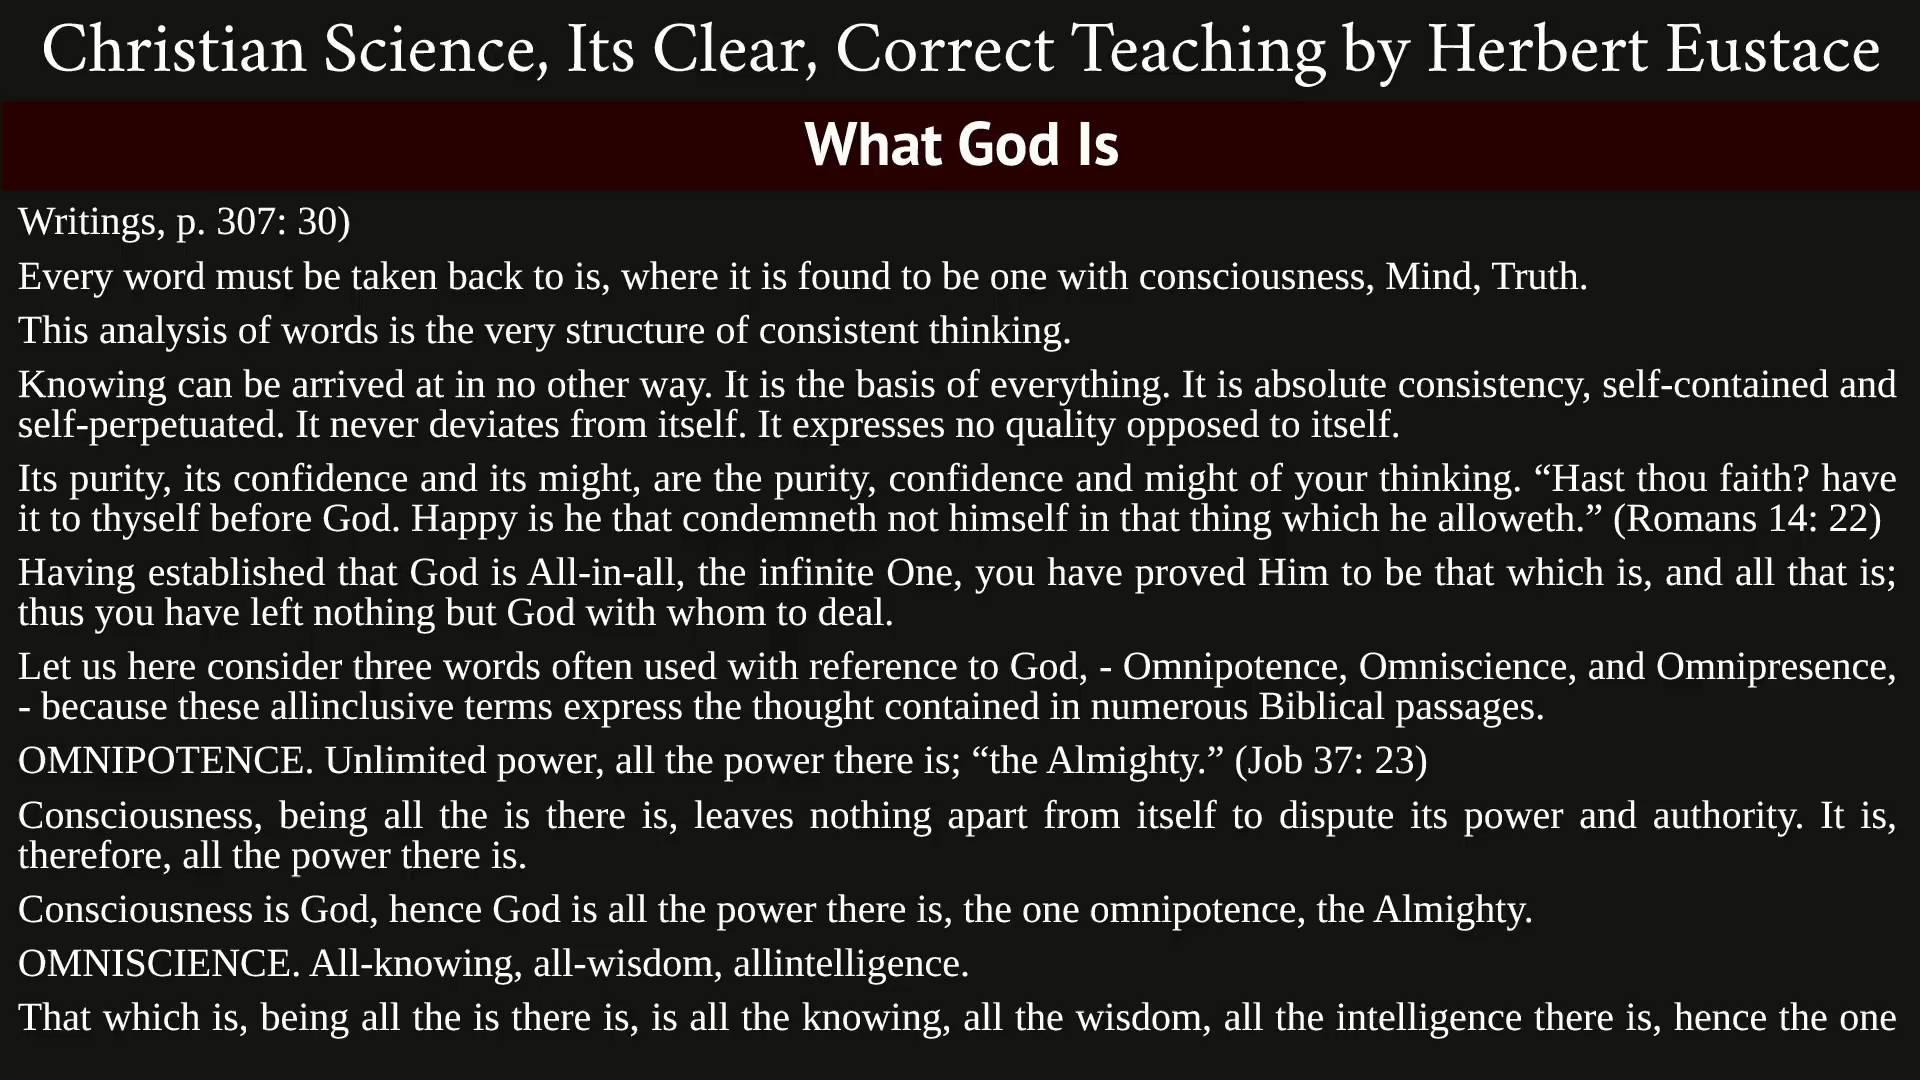 Christian Science, Its Clear, Correct Teaching by Herbert Eustace
What God Is
Writings, p. 307: 30)
Every word must be taken back to is, where it is found to be one with consciousness, Mind, Truth.
This analysis of words is the very structure of consistent thinking.
Knowing can be arrived at in no other way. It is the basis of everything. It is absolute consistency, self-contained and
self-perpetuated. It never deviates from itself. It expresses no quality opposed to itself.
Its purity, its confidence and its might, are the purity, confidence and might of your thinking. “Hast thou faith? have
it to thyself before God. Happy is he that condemneth not himself in that thing which he alloweth.” (Romans 14: 22)
Having established that God is All-in-all, the infinite One, you have proved Him to be that which is, and all that is;
thus you have left nothing but God with whom to deal.
Let us here consider three words often used with reference to God, - Omnipotence, Omniscience, and Omnipresence,
- because these allinclusive terms express the thought contained in numerous Biblical passages.
OMNIPOTENCE. Unlimited power, all the power there is; “the Almighty.” (Job 37: 23)
Consciousness, being all the is there is, leaves nothing apart from itself to dispute its power and authority. It is,
therefore, all the power there is.
Consciousness is God, hence God is all the power there is, the one omnipotence, the Almighty.
OMNISCIENCE. All-knowing, all-wisdom, allintelligence.
That which is, being all the is there is, is all the knowing, all the wisdom, all the intelligence there is, hence the one